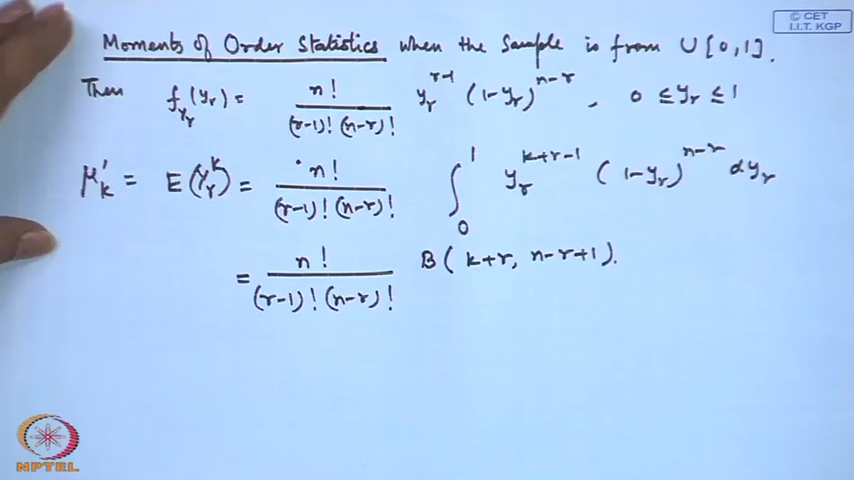 © CET
I.I.T. KGP
Moments of Order Statistics when the Sample is from U[0,1].
Then f_{Y_r}(y_r) = n! / ((r-1)! (n-r)!) y_r^{r-1} (1-y_r)^{n-r}, 0 ≤ y_r ≤ 1
μ_k' = E(Y_r^k) = n! / ((r-1)! (n-r)!) ∫_0^1 y_r^{k+r-1} (1-y_r)^{n-r} dy_r
= n! / ((r-1)! (n-r)!) B(k+r, n-r+1).
NPTEL